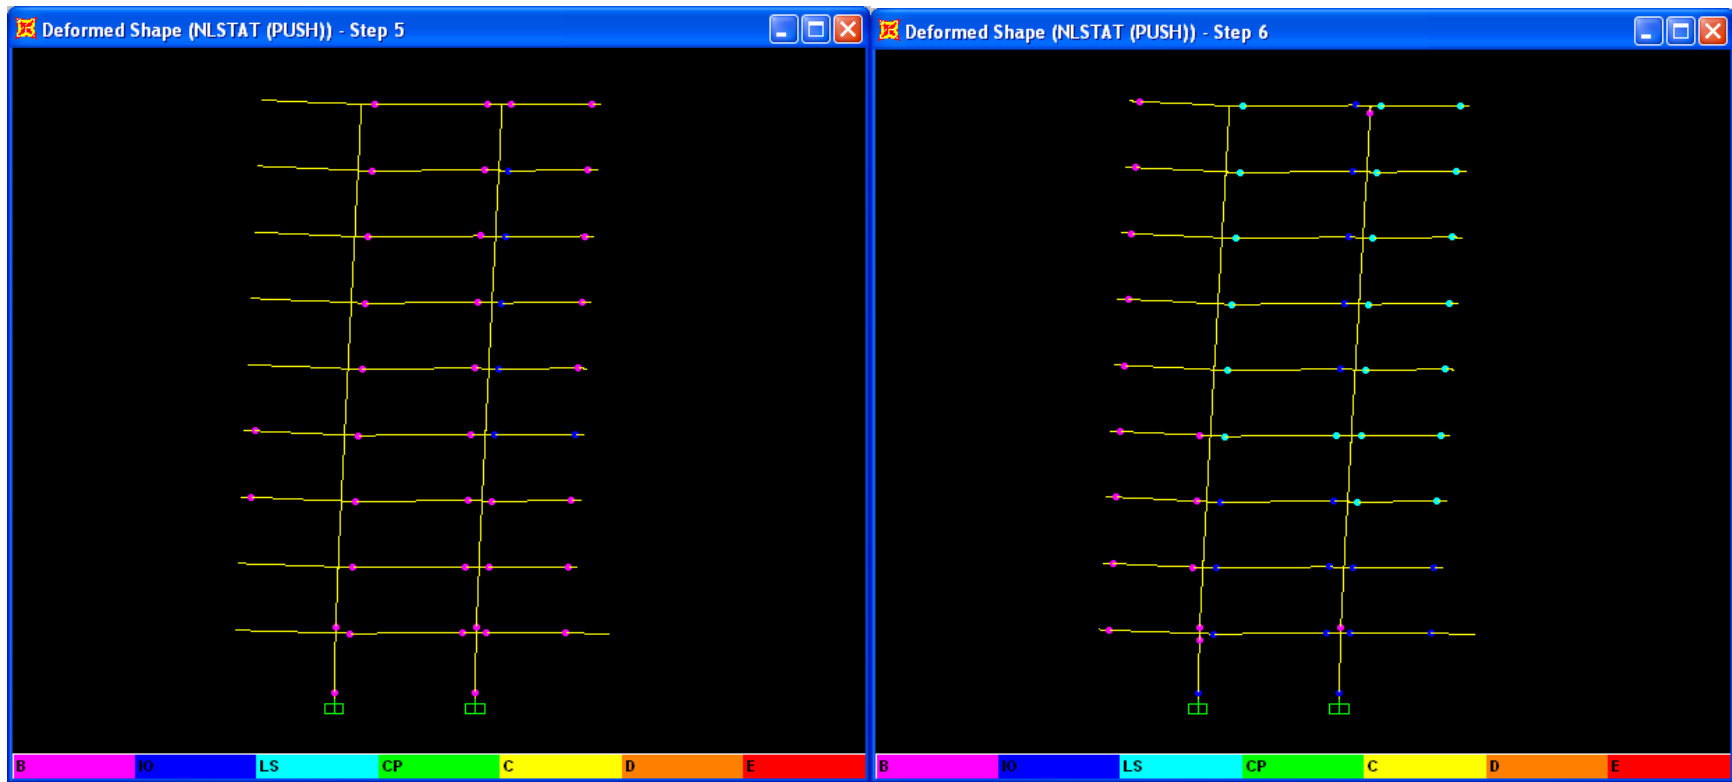 Deformed Shape (NLSTAT (PUSH)) - Step 5
B IO LS CP C D E
Deformed Shape (NLSTAT (PUSH)) - Step 6
B IO LS CP C D E